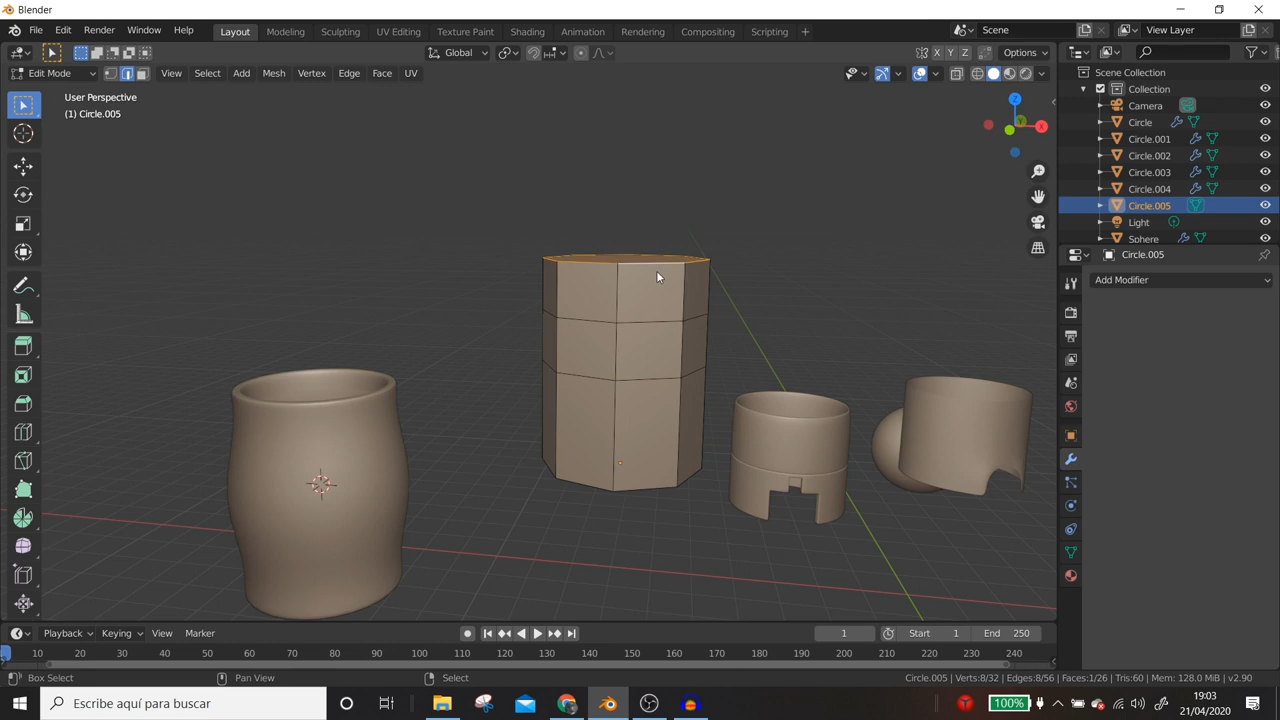 Blender
File Edit Render Window Help Layout Modeling Sculpting UV Editing Texture Paint Shading Animation Rendering Compositing Scripting + Scene View Layer
Global X Y Z Options
Edit Mode View Select Add Mesh Vertex Edge Face UV
User Perspective
(1) Circle.005
Z
X
Y
Scene Collection
Collection
Camera
Circle
Circle.001
Circle.002
Circle.003
Circle.004
Circle.005
Light
Sphere
Circle.005
Add Modifier
Playback Keying View Marker 1 Start 1 End 250
10 20 30 40 50 60 70 80 90 100 110 120 130 140 150 160 170 180 190 200 210 220 230 240
Box Select Pan View Select Circle.005 | Verts:8/32 | Edges:8/56 | Faces:1/26 | Tris:60 | Mem: 128.0 MiB | v2.90
Escribe aquí para buscar 100% 19:03
21/04/2020